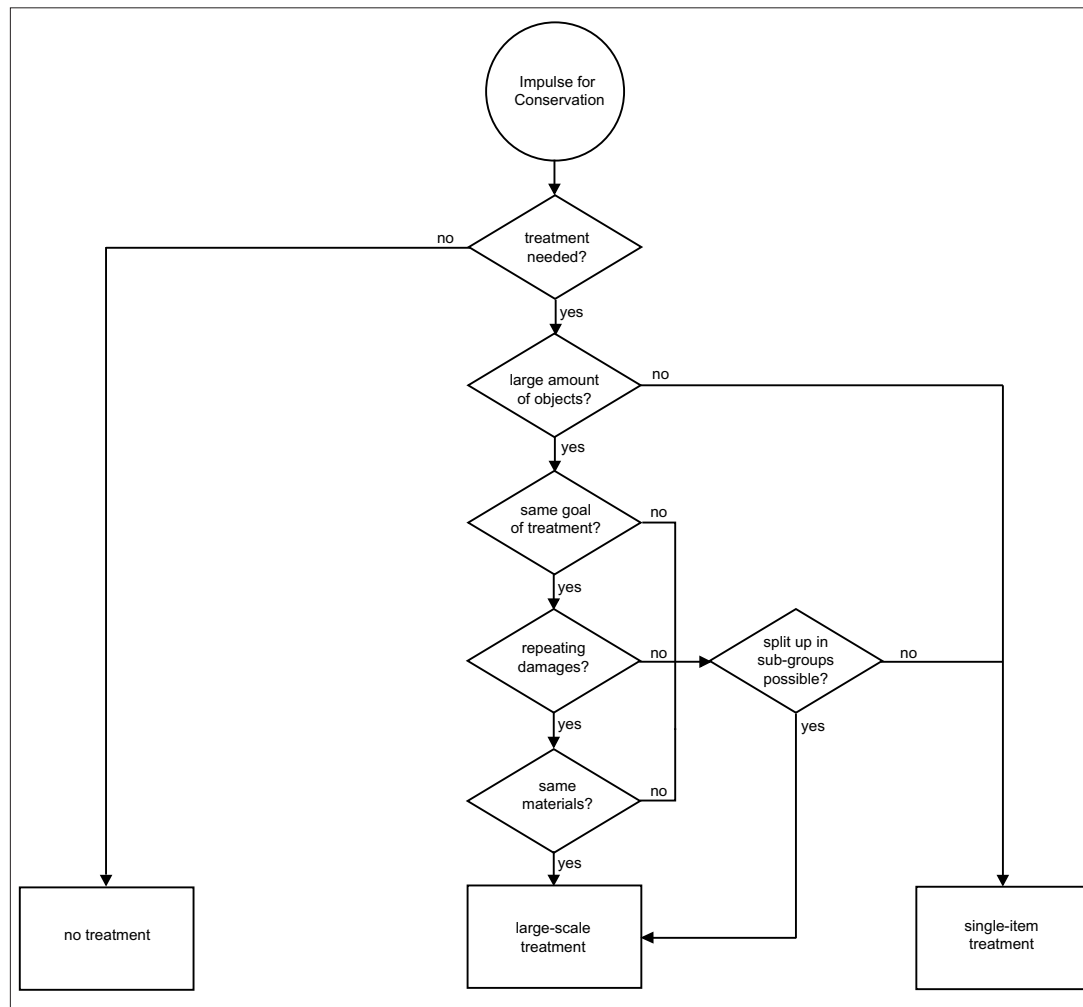 Impulse for
Conservation
no
treatment
needed?
yes
large amount
of objects?
no
yes
same goal
of treatment?
no
yes
repeating
damages?
no
split up in
sub-groups
possible?
no
yes
yes
same
materials?
no
yes
no treatment
large-scale
treatment
single-item
treatment